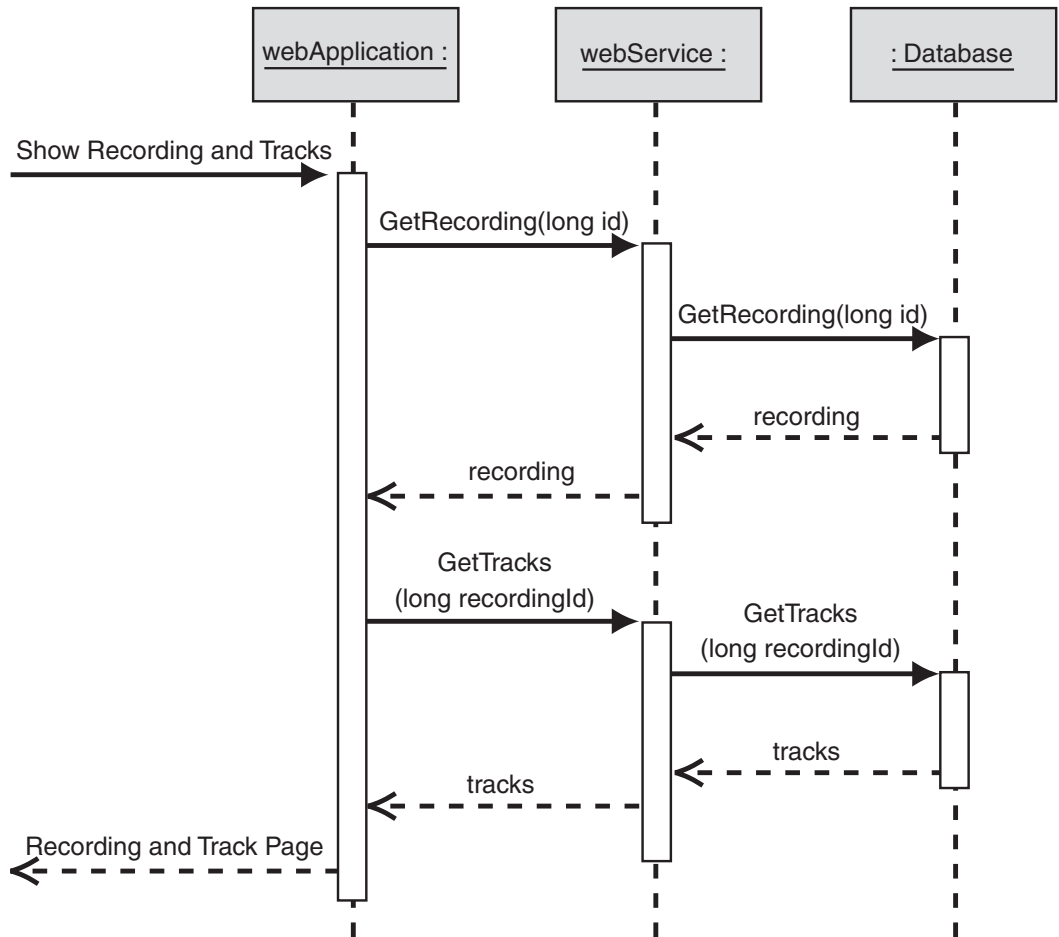 webApplication :
webService :
: Database
Show Recording and Tracks
GetRecording(long id)
GetRecording(long id)
recording
recording
GetTracks
(long recordingId)
GetTracks
(long recordingId)
tracks
tracks
Recording and Track Page